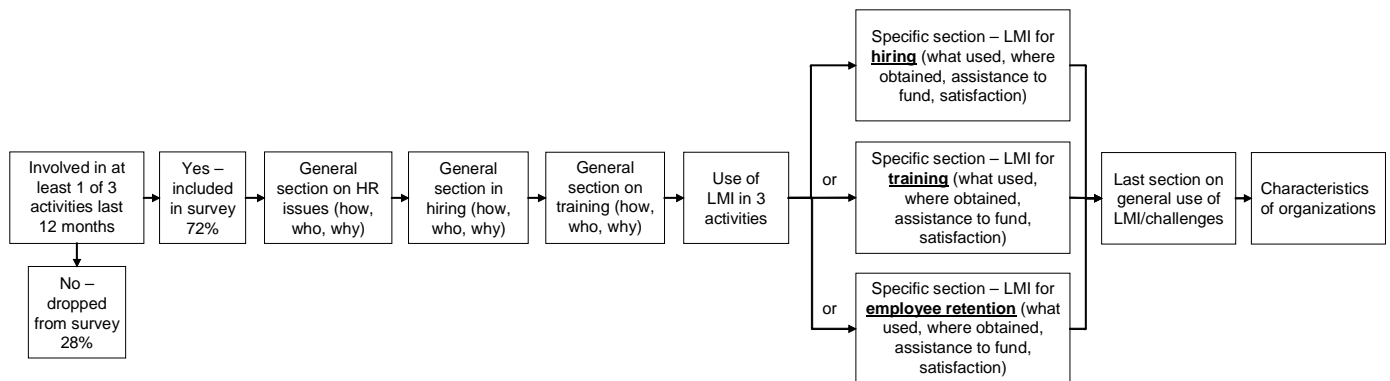 Involved in at
least 1 of 3
activities last
12 months
No –
dropped
from survey
28%
Yes –
included
in survey
72%
General
section on HR
issues (how,
who, why)
General
section in
hiring (how,
who, why)
General
section on
training (how,
who, why)
Use of
LMI in 3
activities
Specific section – LMI for
hiring (what used, where
obtained, assistance to
fund, satisfaction)
or
Specific section – LMI for
training (what used,
where obtained,
assistance to fund,
satisfaction)
or
Specific section – LMI for
employee retention (what
used, where obtained,
assistance to fund,
satisfaction)
Last section on
general use of
LMI/challenges
Characteristics
of organizations